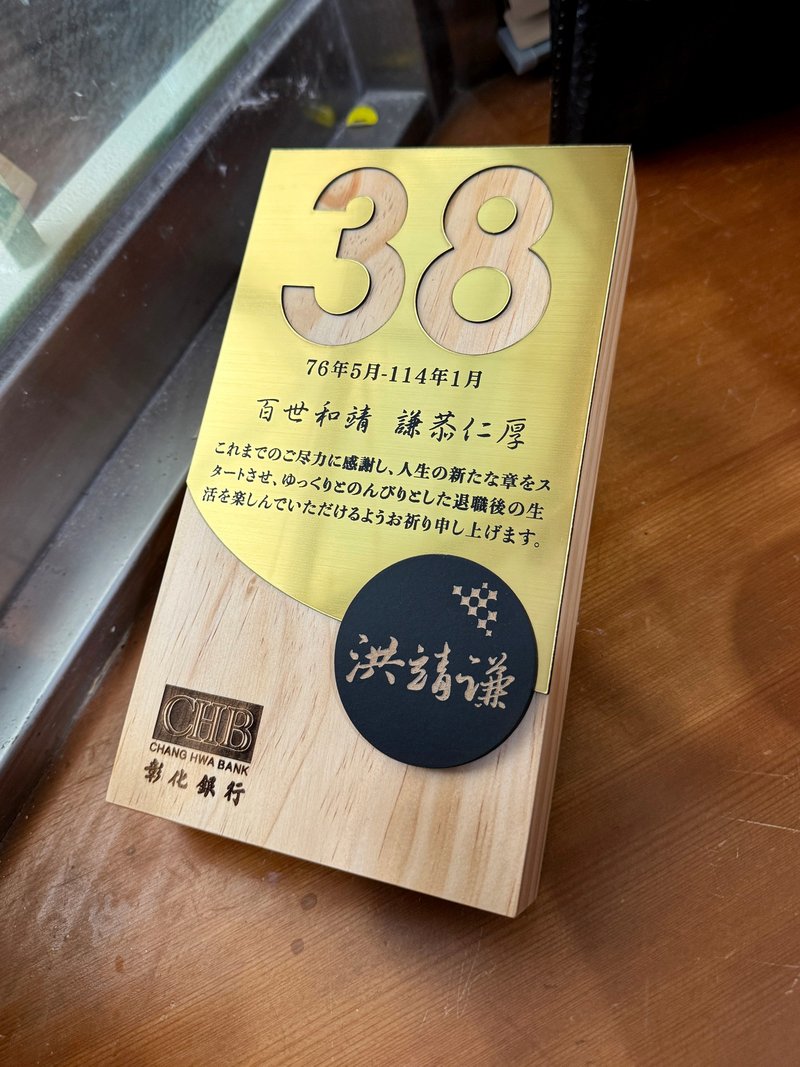 38
76年5月-114年1月
百世和靖 謙恭仁厚
これまでのご尽力に感謝し、人生の新たな章をス
タートさせ、ゆっくりとのんびりとした退職後の生
活を楽しんでいただけるようお祈り申し上げます。
洪靖谦
CHB
CHANG HWA BANK
彰化銀行